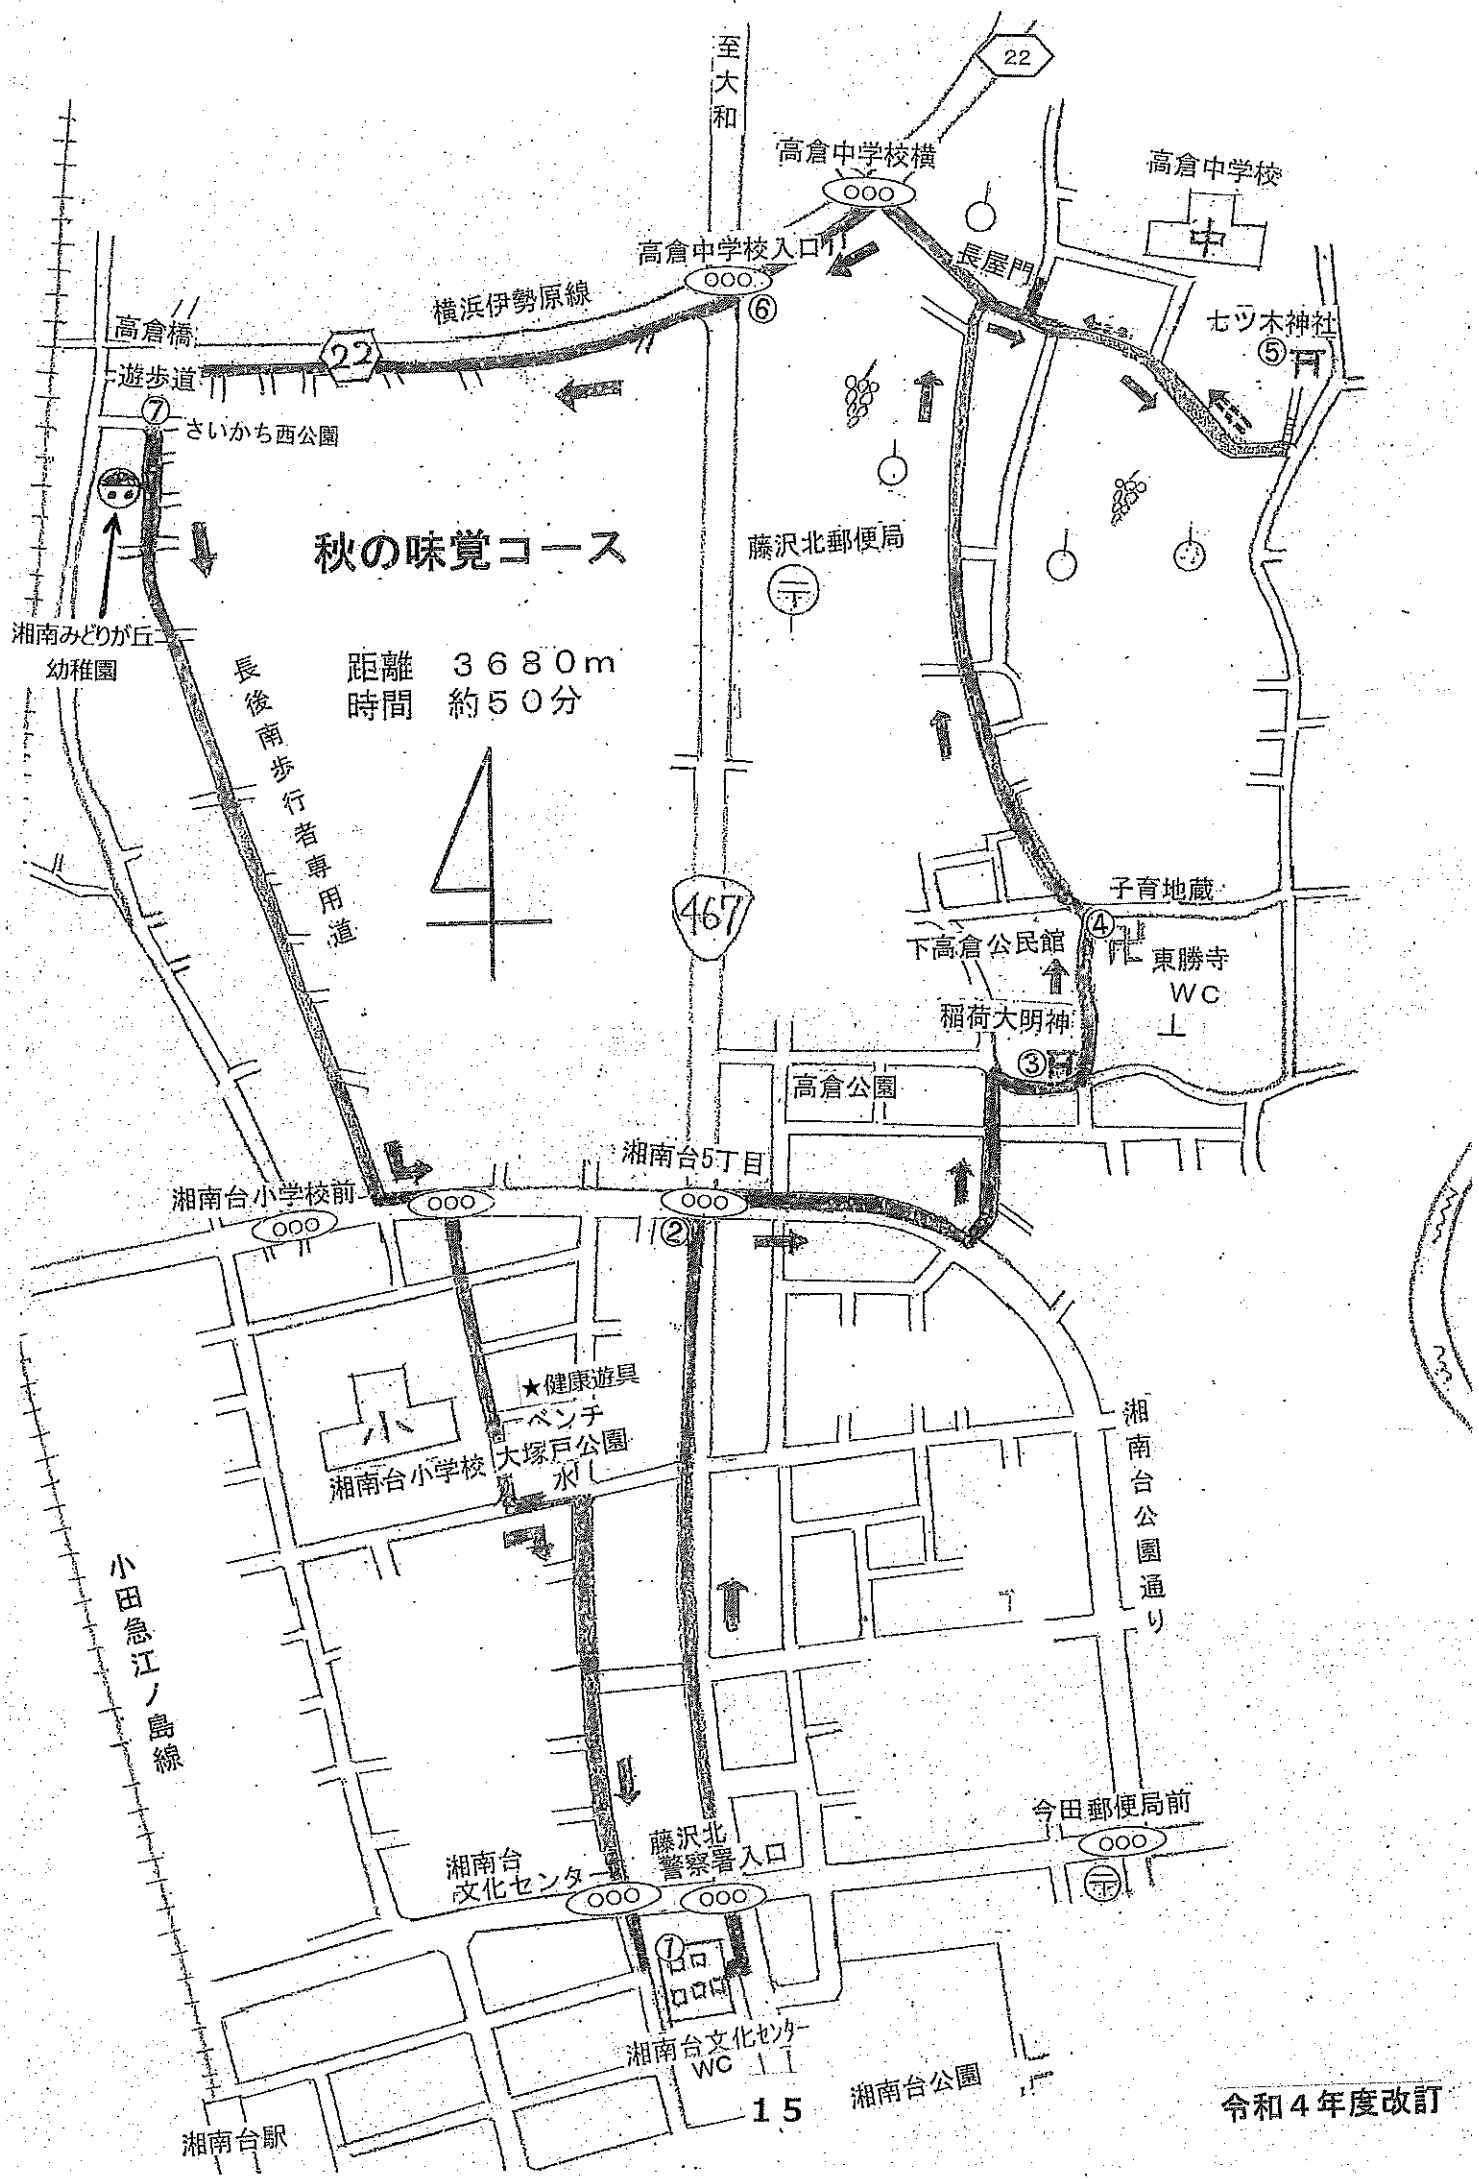 至大和
22
高倉中学校横
高倉中学校
中
高倉中学校入口
長屋門
横浜伊勢原線
⑥
七ツ木神社
⑤
高倉橋
22
遊歩道
⑦
さいかち西公園
秋の味覚コース
藤沢北郵便局
湘南みどりが丘
幼稚園
距離 3680m
時間 約50分
長後南歩行者専用道
467
子育地蔵
④
下高倉公民館
東勝寺
WC
稲荷大明神
③
高倉公園
湘南台5丁目
湘南台小学校前
②
★健康遊具
ベンチ
小
湘南台小学校
大塚戸公園
水
湘南台公園通り
小田急江ノ島線
今田郵便局前
藤沢北
警察署入口
湘南台
文化センター
⑦
湘南台文化センター
WC
湘南台公園
15
令和4年度改訂
湘南台駅